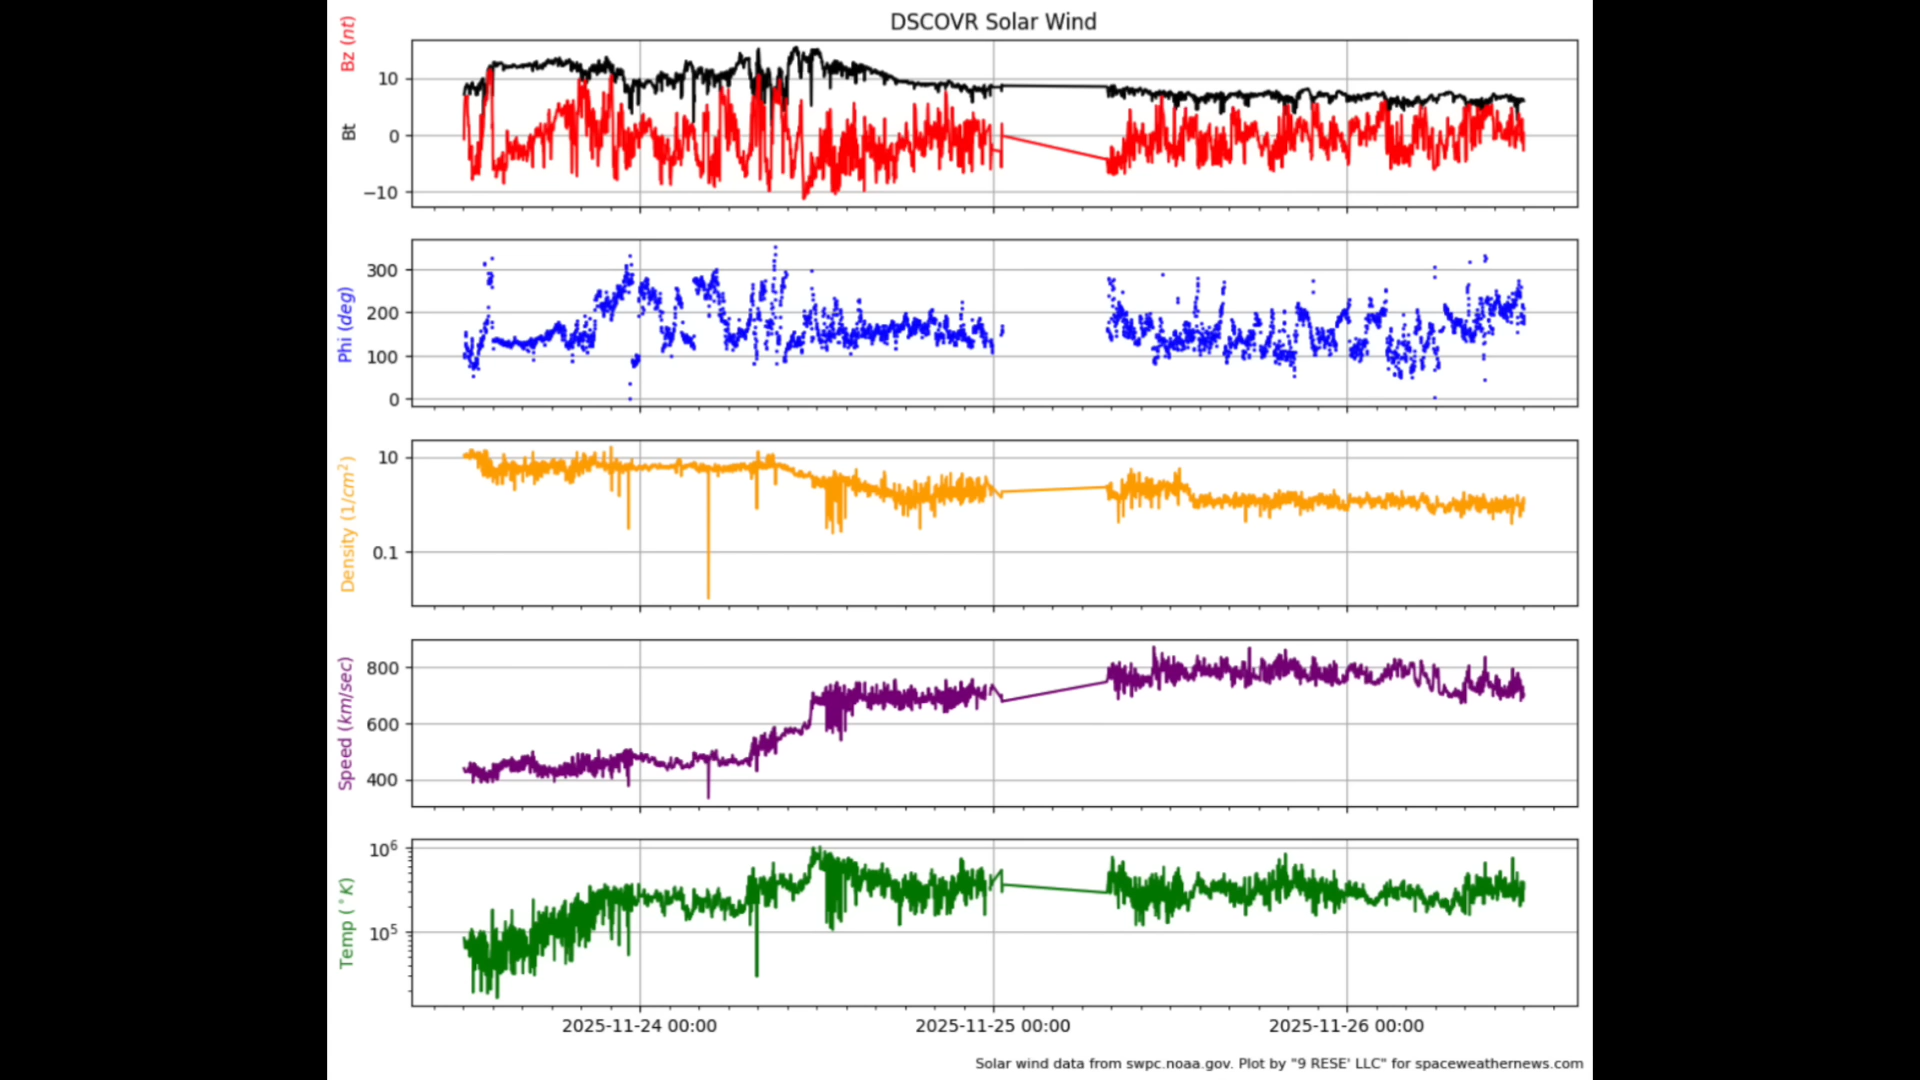 DSCOVR Solar Wind
Bt Bz (nt)
10
0
−10
Phi (deg)
300
200
100
0
Density (1/cm²)
10
0.1
Speed (km/sec)
800
600
400
Temp (°K)
10⁶
10⁵
2025-11-24 00:00 2025-11-25 00:00 2025-11-26 00:00
Solar wind data from swpc.noaa.gov. Plot by "9 RESE' LLC" for spaceweathernews.com